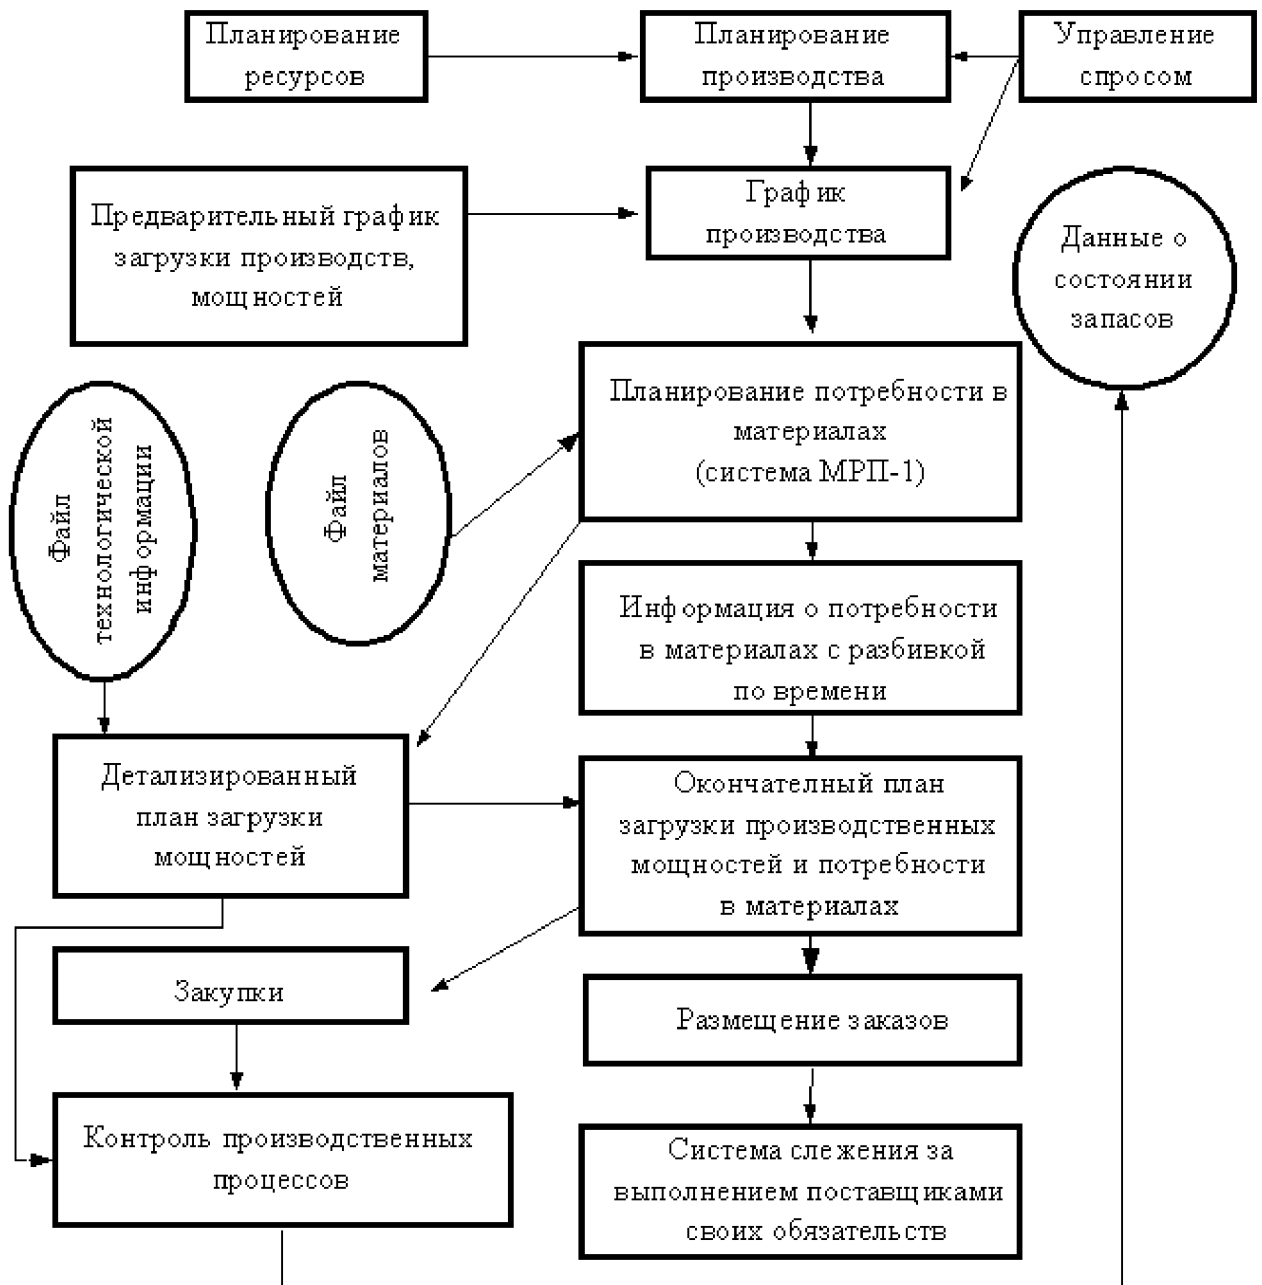 Планирование
ресурсов
Планирование
производства
Управление
спросом
Предварительный график
загрузки производств,
мощностей
График
производства
Данные о
состоянии
запасов
Файл
технологической
информации
Файл
материалов
Планирование потребности в
материалах
(система МРП-1)
Информация о потребности
в материалах с разбивкой
по времени
Детализированный
план загрузки
мощностей
Окончателный план
загрузки производственных
мощностей и потребности
в материалах
Закупки
Размещение заказов
Контроль производственных
процессов
Система слежения за
выполнением поставщиками
своих обязательств